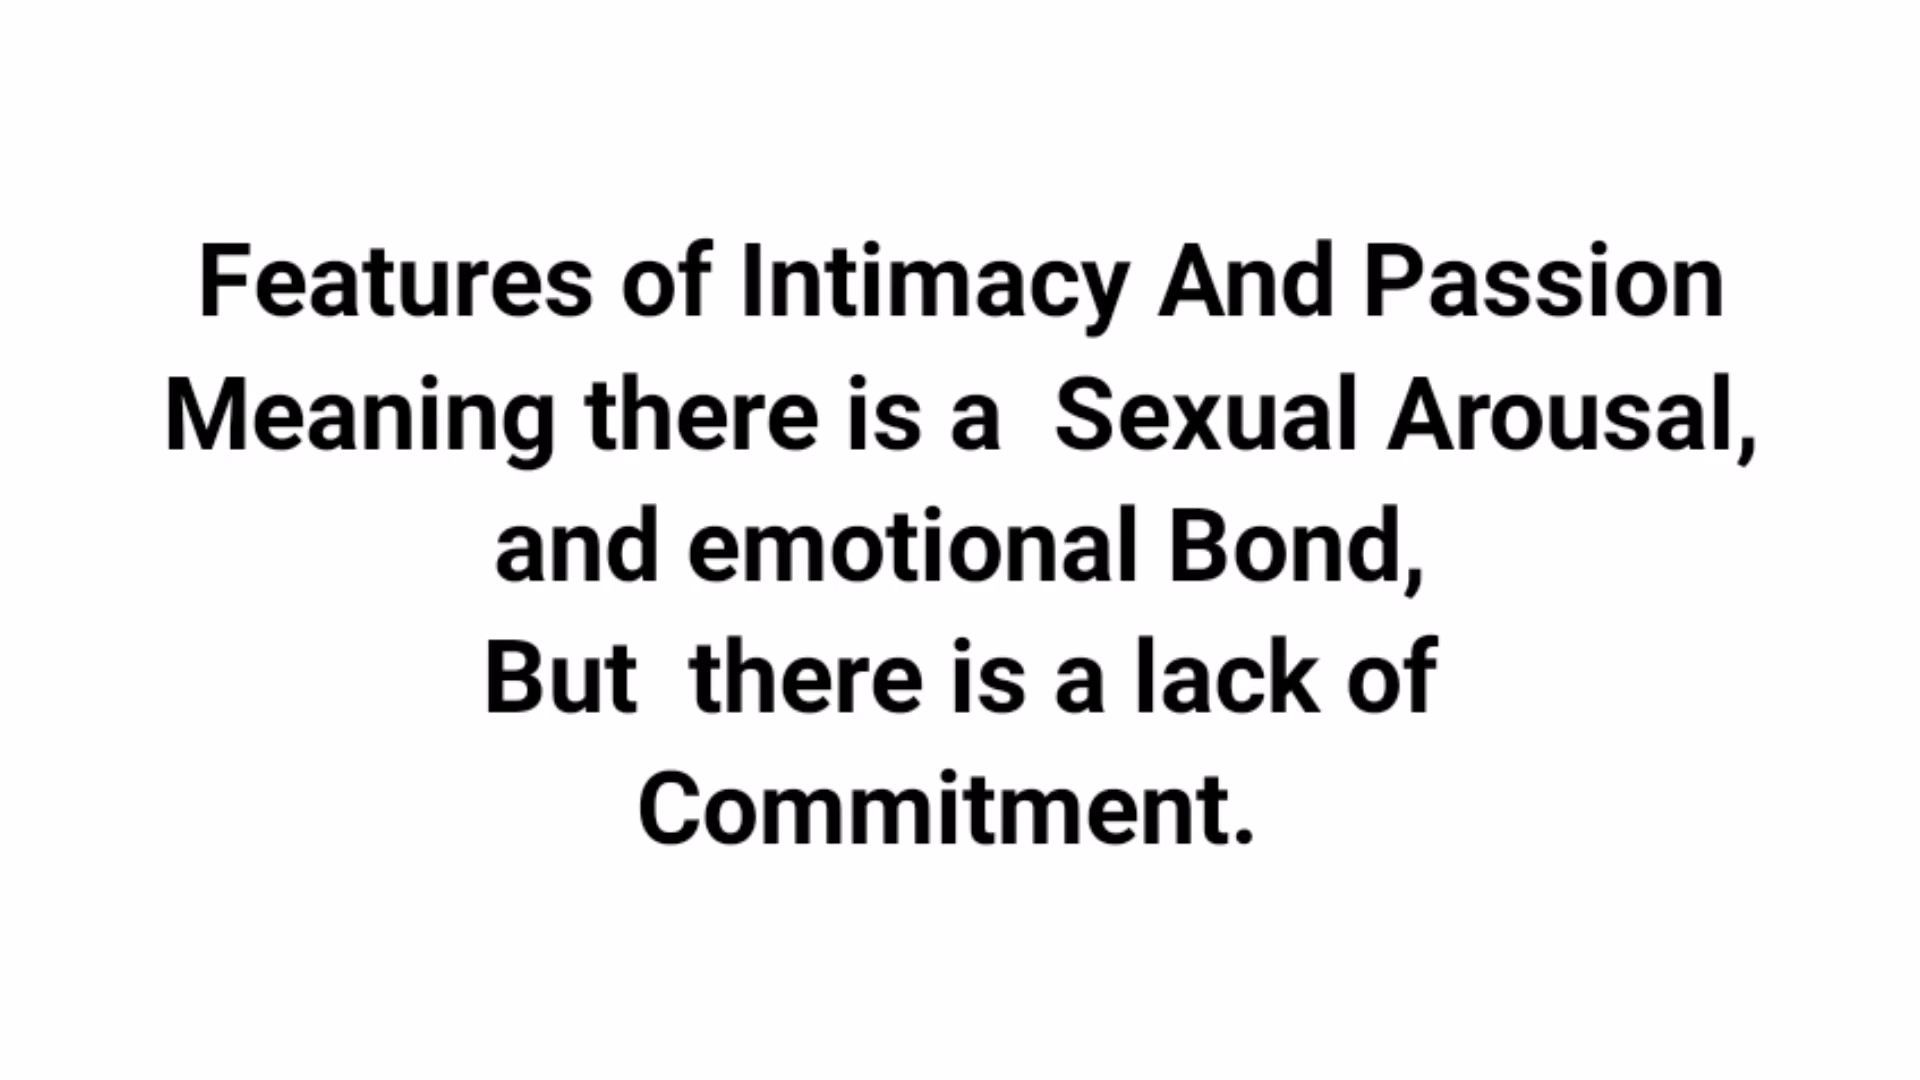 Features of Intimacy And Passion
Meaning there is a  Sexual Arousal,
and emotional Bond,
But  there is a lack of
Commitment.